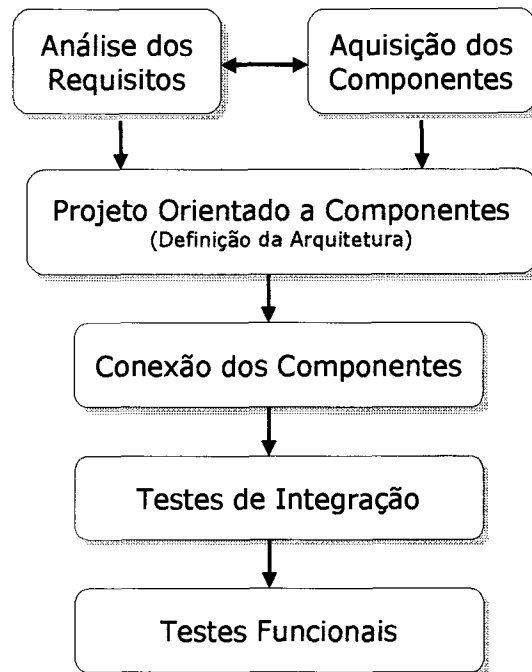 Análise dos
Requisitos
Aquisição dos
Componentes
Projeto Orientado a Componentes
(Definição da Arquitetura)
Conexão dos Componentes
Testes de Integração
Testes Funcionais